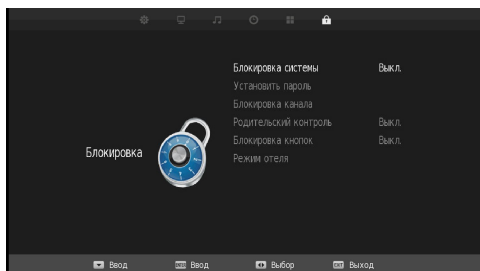 Блокировка системы Выкл.
Установить пароль
Блокировка канала
Родительский контроль Выкл.
Блокировка кнопок Выкл.
Режим отеля
Блокировка
Ввод Ввод Выбор Выход